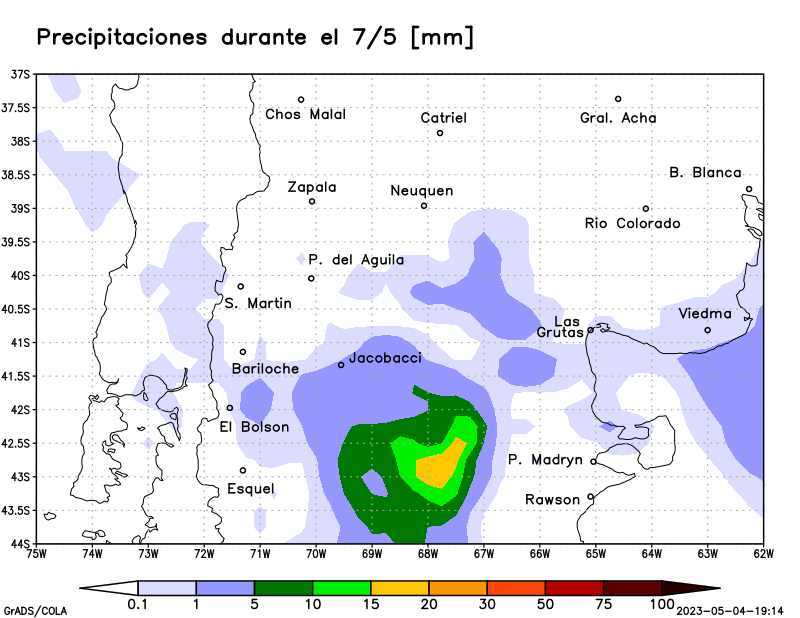 Precipitaciones durante el 7/5 [mm]
37S
37.5S
38S
38.5S
39S
39.5S
40S
40.5S
41S
41.5S
42S
42.5S
43S
43.5S
44S
Chos Malal
Catriel
Gral. Acha
B. Blanca
Zapala
Neuquen
Rio Colorado
P. del Aguila
S. Martin
Viedma
Las
Grutas
Jacobacci
Bariloche
El Bolson
P. Madryn
Esquel
Rawson
75W 74W 73W 72W 71W 70W 69W 68W 67W 66W 65W 64W 63W 62W
0.1 1 5 10 15 20 30 50 75 100
GrADS/COLA
2023-05-04-19:14